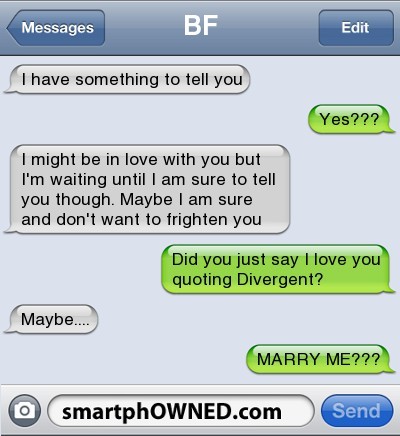 Messages
BF
Edit
I have something to tell you
Yes???
I might be in love with you but
I'm waiting until I am sure to tell
you though. Maybe I am sure
and don't want to frighten you
Did you just say I love you
quoting Divergent?
Maybe....
MARRY ME???
smartphOWNED.com
Send